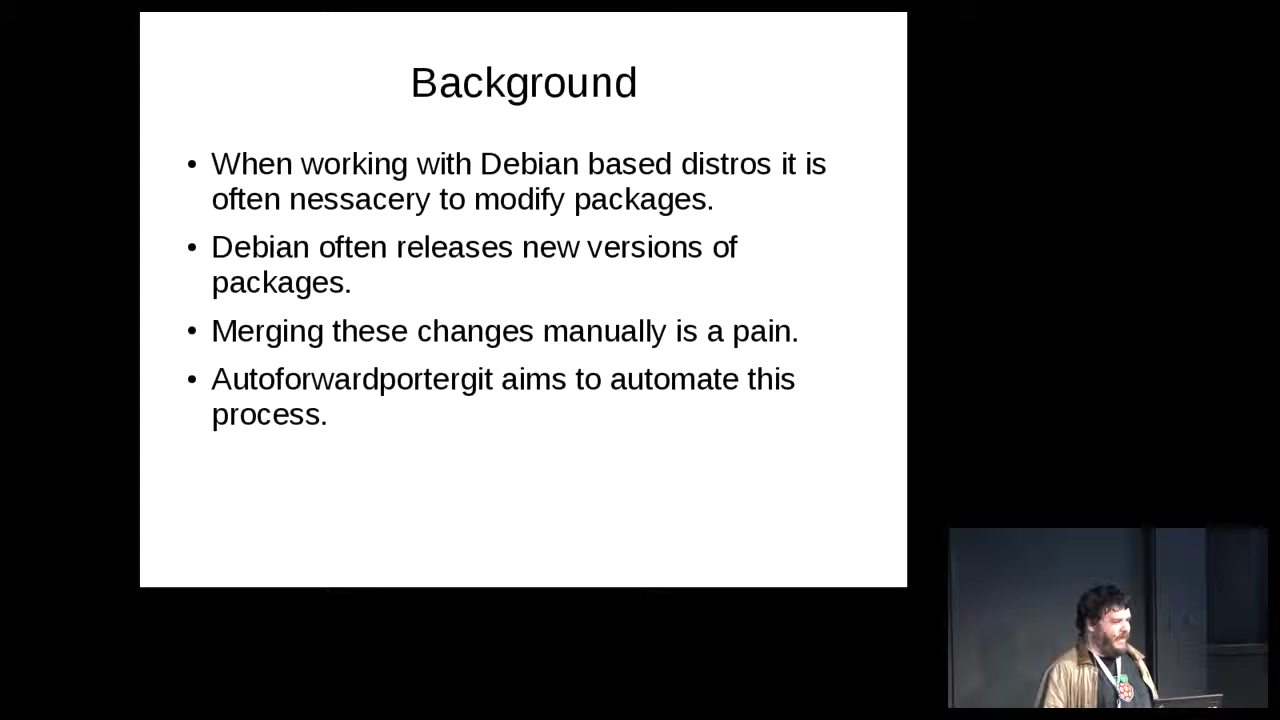 Background
• When working with Debian based distros it is
often nessacery to modify packages.
• Debian often releases new versions of
packages.
• Merging these changes manually is a pain.
• Autoforwardportergit aims to automate this
process.